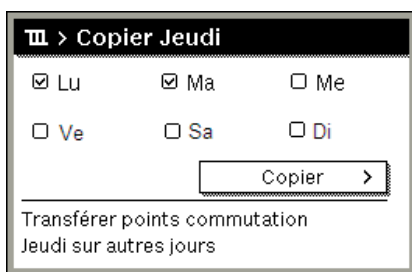 > Copier Jeudi
Lu Ma Me
Ve Sa Di
Copier >
Transférer points commutation
Jeudi sur autres jours